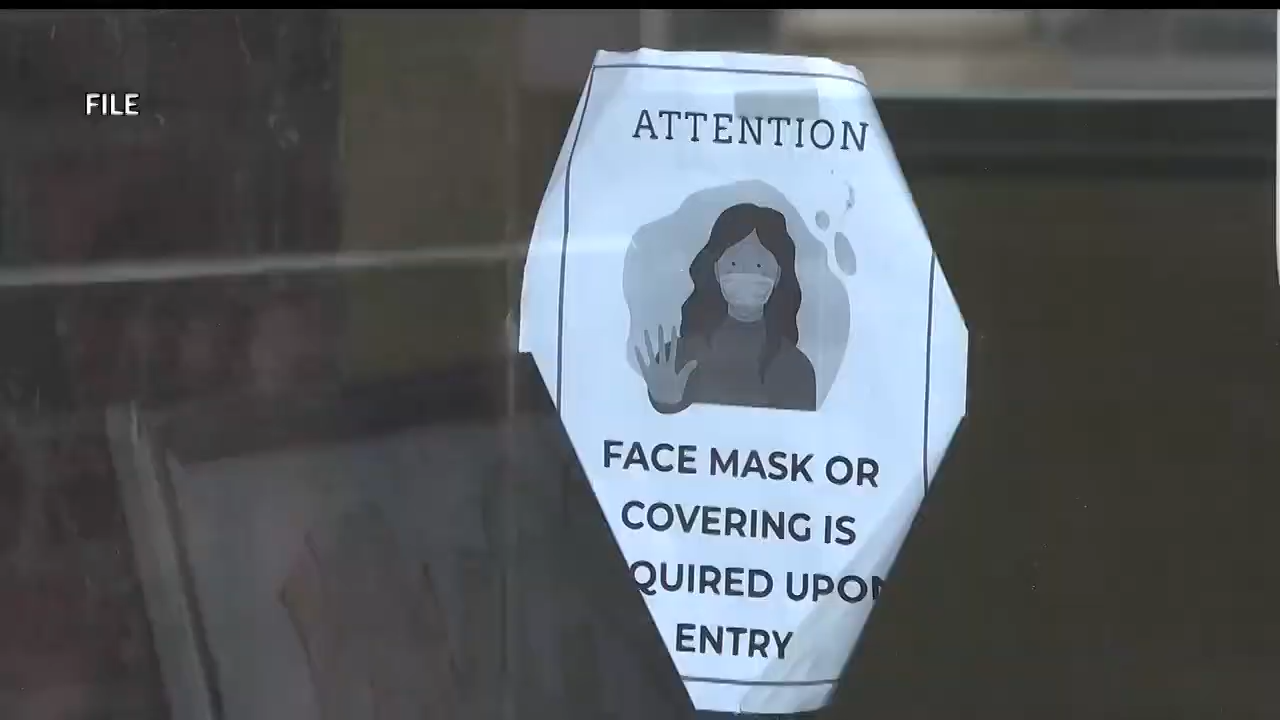 FILE
ATTENTION
FACE MASK OR
COVERING IS
QUIRED UPON
ENTRY